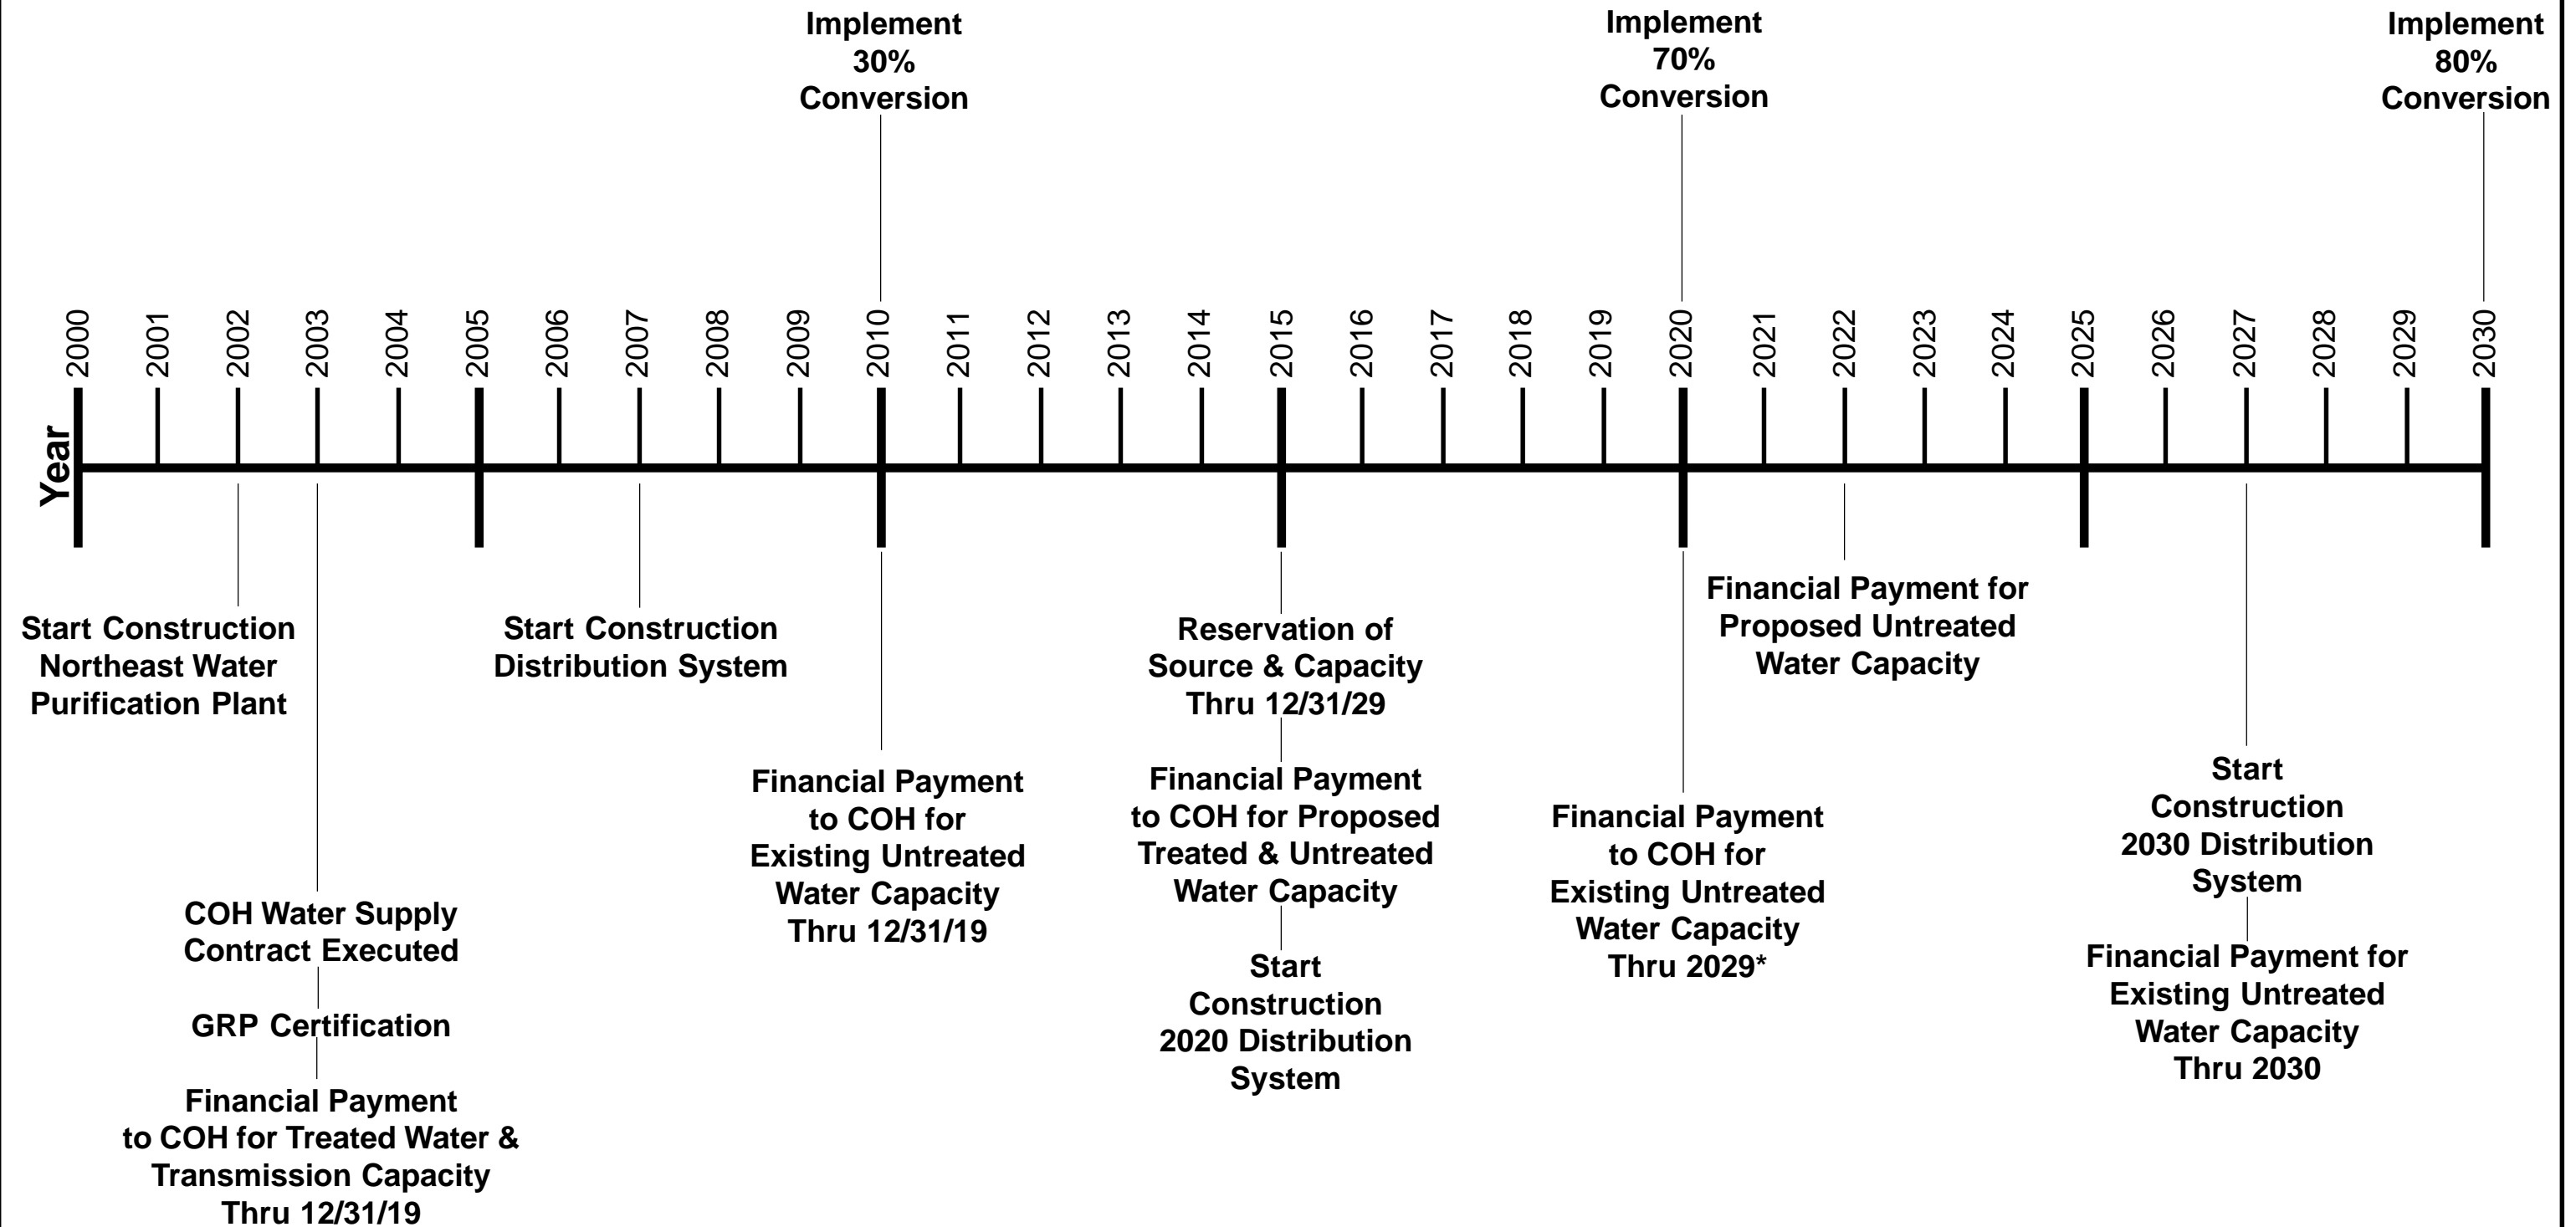 Implement
30%
Conversion
Implement
70%
Conversion
Implement
80%
Conversion
2000
2001
2002
2003
2004
2005
2006
2007
2008
2009
2010
2011
2012
2013
2014
2015
2016
2017
2018
2019
2020
2021
2022
2023
2024
2025
2026
2027
2028
2029
2030
Year
Start Construction
Northeast Water
Purification Plant
COH Water Supply
Contract Executed
GRP Certification
Financial Payment
to COH for Treated Water &
Transmission Capacity
Thru 12/31/19
Start Construction
Distribution System
Financial Payment
to COH for
Existing Untreated
Water Capacity
Thru 12/31/19
Reservation of
Source & Capacity
Thru 12/31/29
Financial Payment
to COH for Proposed
Treated & Untreated
Water Capacity
Start
Construction
2020 Distribution
System
Financial Payment
to COH for
Existing Untreated
Water Capacity
Thru 2029*
Financial Payment for
Proposed Untreated
Water Capacity
Start
Construction
2030 Distribution
System
Financial Payment for
Existing Untreated
Water Capacity
Thru 2030